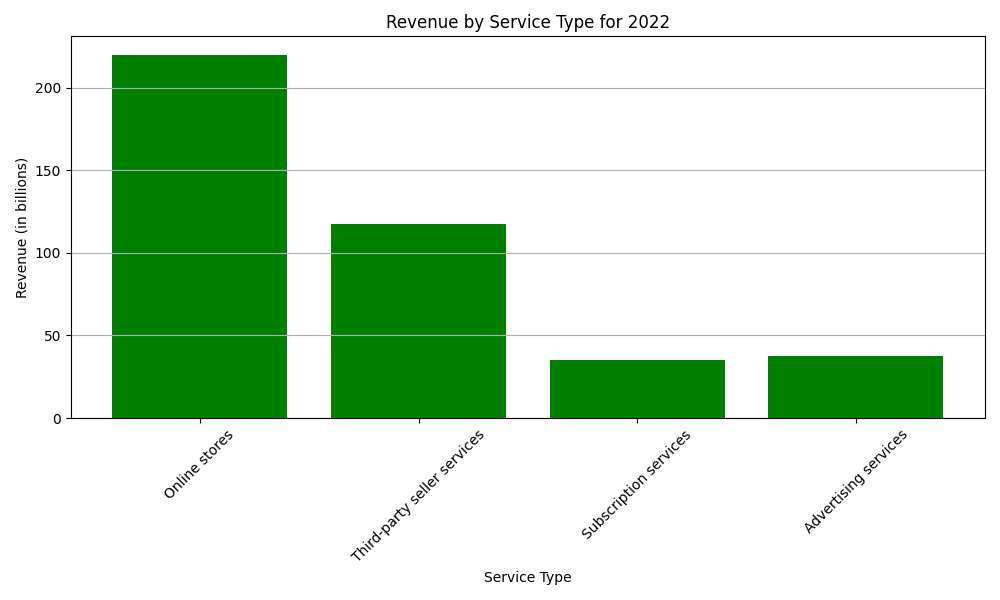 Revenue by Service Type for 2022
Revenue (in billions)
200
150
100
50
0
Online stores
Third-party seller services
Subscription services
Advertising services
Service Type